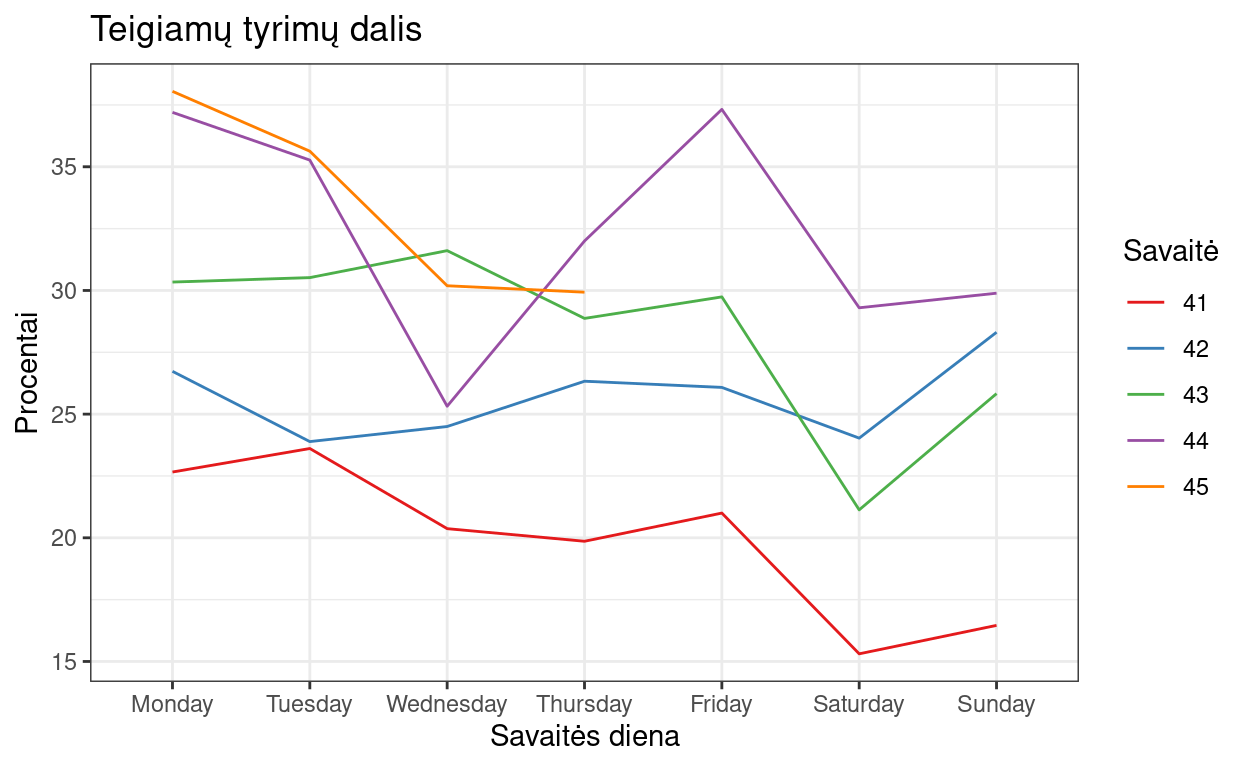 Teigiamų tyrimų dalis
Procentai
35
30
25
20
15
Monday Tuesday Wednesday Thursday Friday Saturday Sunday
Savaitės diena
Savaitė
41
42
43
44
45